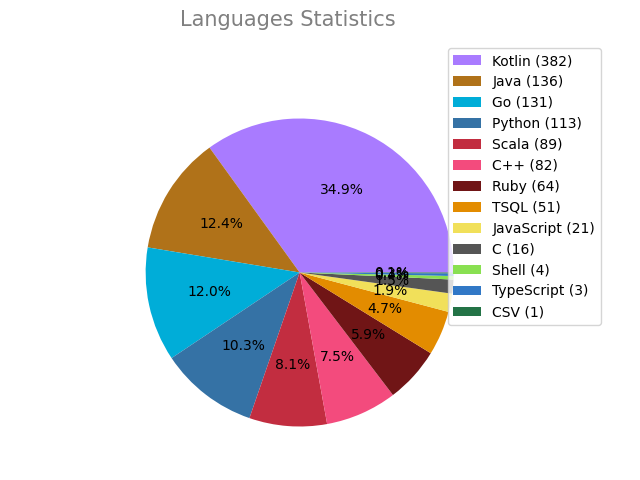 Languages Statistics
Kotlin (382)
Java (136)
Go (131)
Python (113)
Scala (89)
C++ (82)
Ruby (64)
TSQL (51)
JavaScript (21)
C (16)
Shell (4)
TypeScript (3)
CSV (1)
34.9%
12.4%
12.0%
10.3%
8.1%
7.5%
5.9%
4.7%
1.9%
1.5%